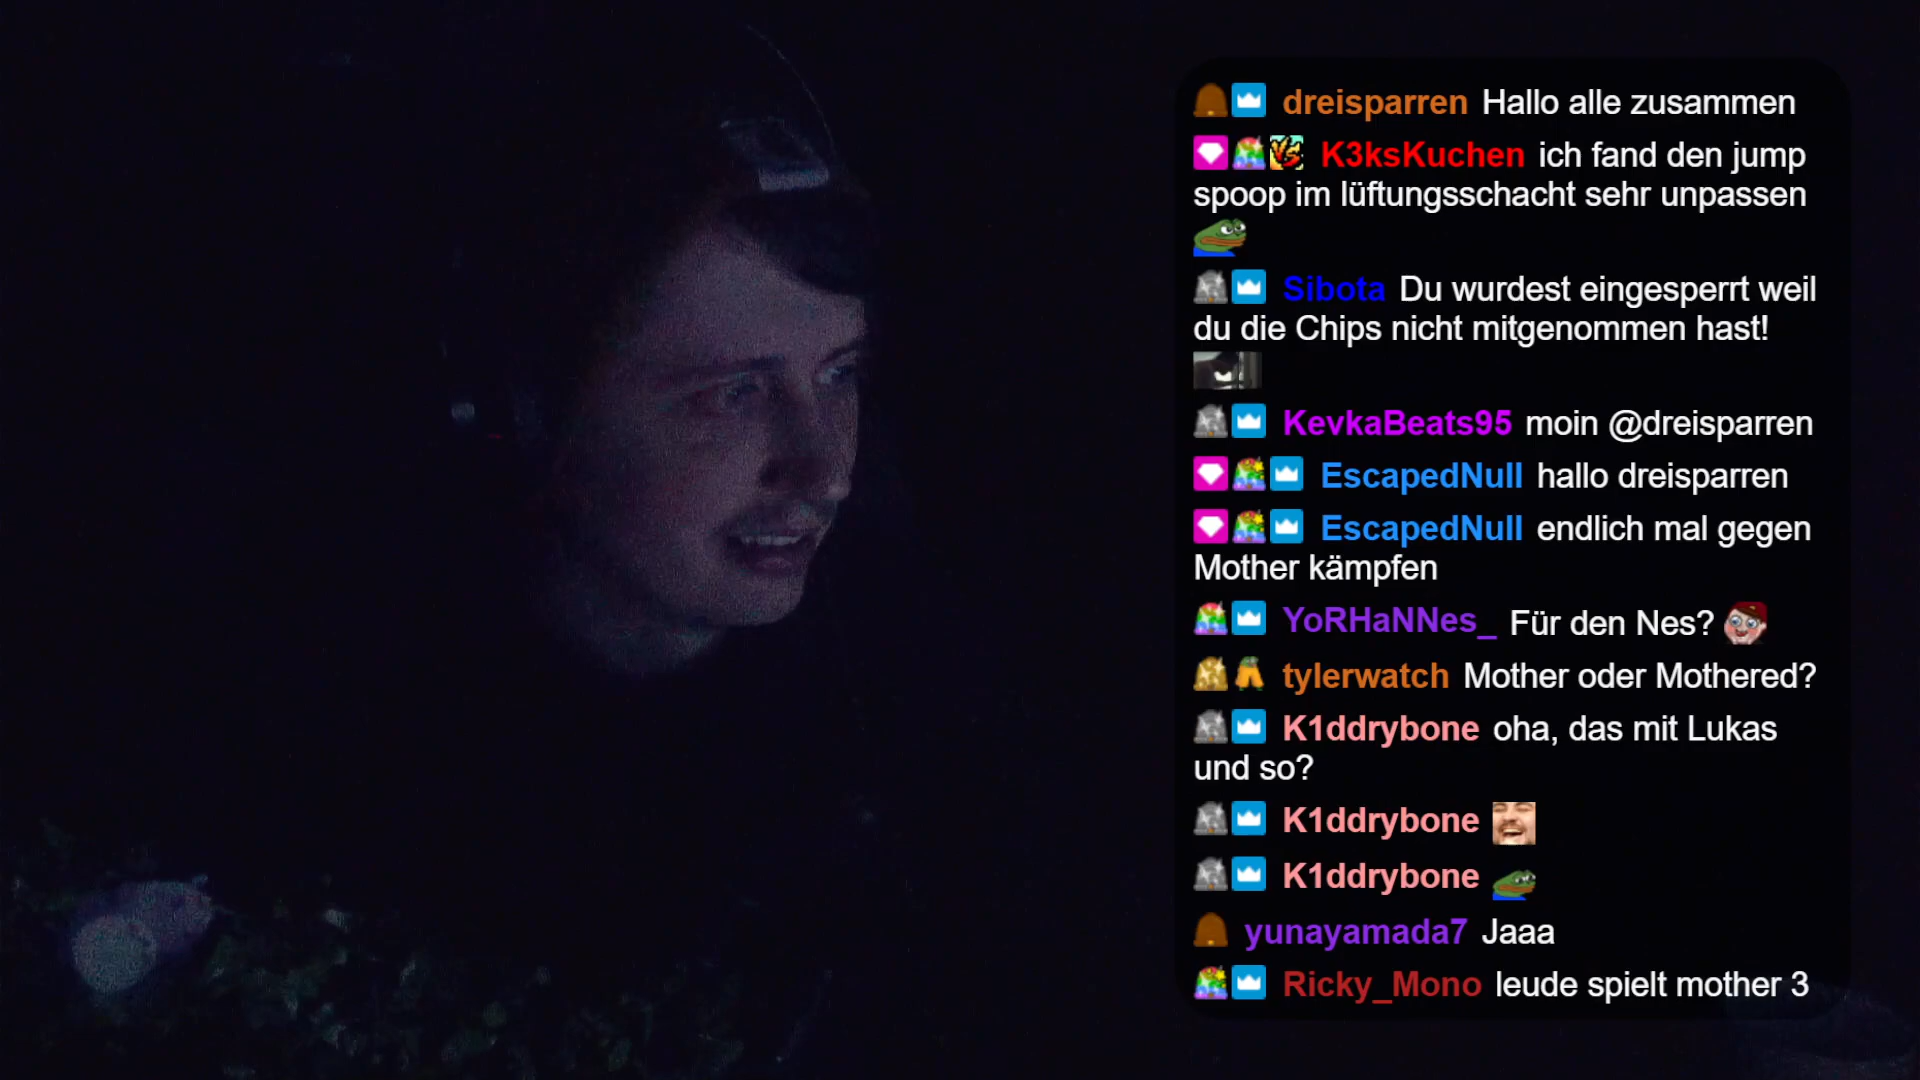 dreisparren Hallo alle zusammen
K3ksKuchen ich fand den jump
spoop im lüftungsschacht sehr unpassen
Sibota Du wurdest eingesperrt weil
du die Chips nicht mitgenommen hast!
KevkaBeats95 moin @dreisparren
EscapedNull hallo dreisparren
EscapedNull endlich mal gegen
Mother kämpfen
YoRHaNNes_ Für den Nes?
tylerwatch Mother oder Mothered?
K1ddrybone oha, das mit Lukas
und so?
K1ddrybone
K1ddrybone
yunayamada7 Jaaa
Ricky_Mono leude spielt mother 3